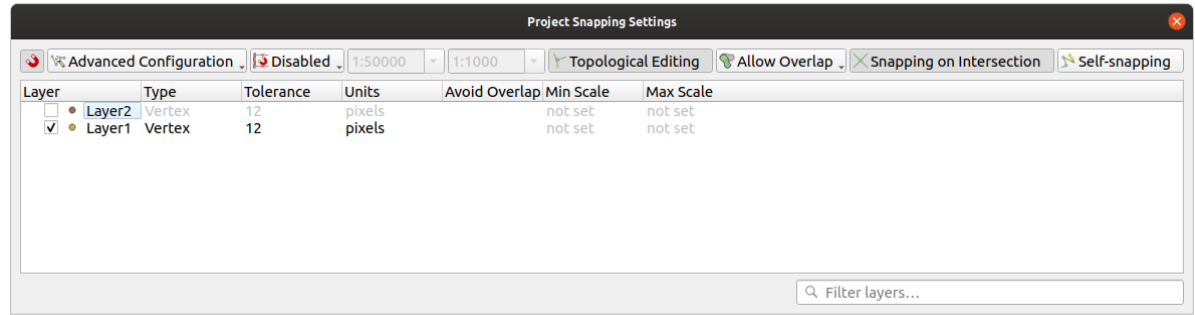 Project Snapping Settings
Advanced Configuration Disabled 1:50000 1:1000 Topological Editing Allow Overlap Snapping on Intersection Self-snapping
Layer Type Tolerance Units Avoid Overlap Min Scale Max Scale
Layer2 Vertex 12 pixels not set not set
Layer1 Vertex 12 pixels not set not set
Filter layers...